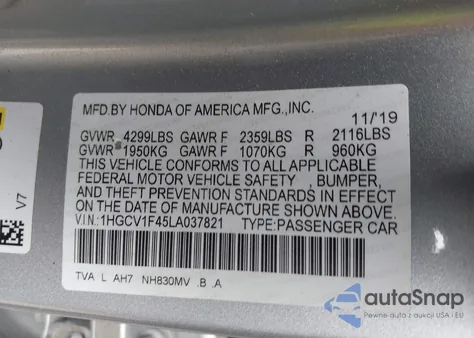 MFD.BY HONDA OF AMERICA MFG.,INC.
11/19
GVWR 4299LBS GAWR F 2359LBS R 2116LBS
GVWR 1950KG GAWR F 1070KG R 960KG
THIS VEHICLE CONFORMS TO ALL APPLICABLE
FEDERAL MOTOR VEHICLE SAFETY , BUMPER,
AND THEFT PREVENTION STANDARDS IN EFFECT
ON THE DATE OF MANUFACTURE SHOWN ABOVE.
V.I.N.:1HGCV1F45LA037821 TYPE:PASSENGER CAR
TVA L AH7 NH830MV .B .A
V7
autoSnap
Pewne auta z aukcji USA i EU